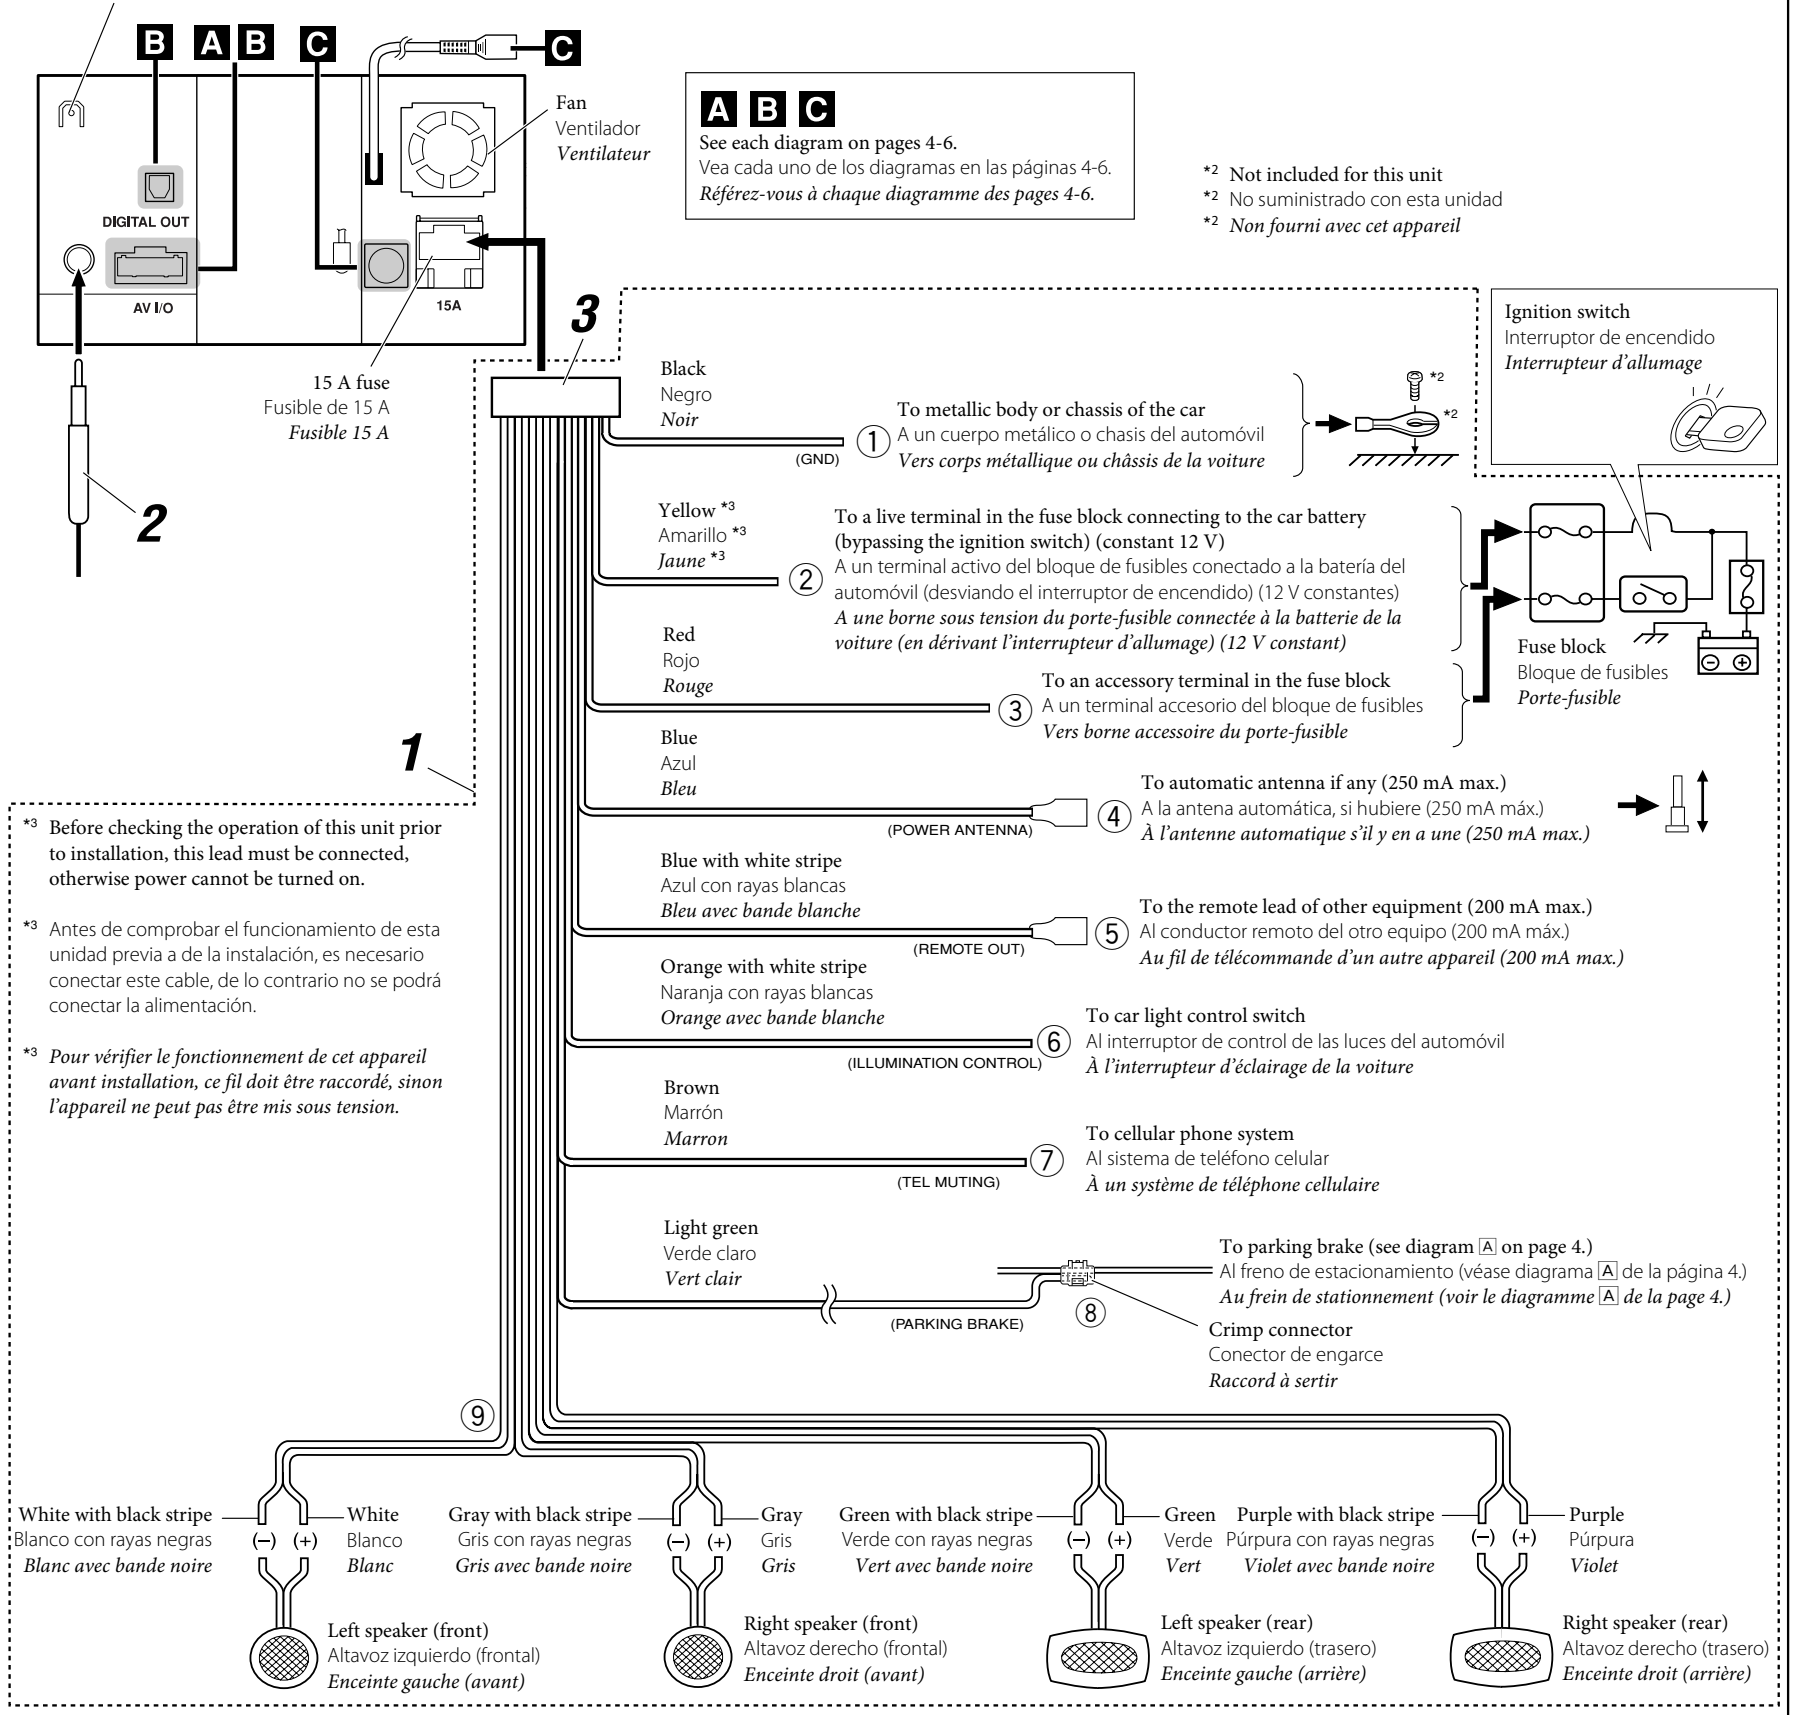 B
A B
C
C
Fan
Ventilador
Ventilateur
DIGITAL OUT
AV I/O
15A
15 A fuse
Fusible de 15 A
Fusible 15 A
2
3
A B C
See each diagram on pages 4-6.
Vea cada uno de los diagramas en las páginas 4-6.
Référez-vous à chaque diagramme des pages 4-6.
*2 Not included for this unit
*2 No suministrado con esta unidad
*2 Non fourni avec cet appareil
Ignition switch
Interruptor de encendido
Interrupteur d'allumage
Black
Negro
Noir
(GND)
① To metallic body or chassis of the car
A un cuerpo metálico o chasis del automóvil
Vers corps métallique ou châssis de la voiture
*2
*2
Yellow *3
Amarillo *3
Jaune *3
② To a live terminal in the fuse block connecting to the car battery
(bypassing the ignition switch) (constant 12 V)
A un terminal activo del bloque de fusibles conectado a la batería del
automóvil (desviando el interruptor de encendido) (12 V constantes)
A une borne sous tension du porte-fusible connectée à la batterie de la
voiture (en dérivant l'interrupteur d'allumage) (12 V constant)
Fuse block
Bloque de fusibles
Porte-fusible
Red
Rojo
Rouge
③ To an accessory terminal in the fuse block
A un terminal accesorio del bloque de fusibles
Vers borne accessoire du porte-fusible
1
Blue
Azul
Bleu
(POWER ANTENNA)
④ To automatic antenna if any (250 mA max.)
A la antena automática, si hubiere (250 mA máx.)
À l'antenne automatique s'il y en a une (250 mA max.)
*3 Before checking the operation of this unit prior
to installation, this lead must be connected,
otherwise power cannot be turned on.
*3 Antes de comprobar el funcionamiento de esta
unidad previa a de la instalación, es necesario
conectar este cable, de lo contrario no se podrá
conectar la alimentación.
*3 Pour vérifier le fonctionnement de cet appareil
avant installation, ce fil doit être raccordé, sinon
l'appareil ne peut pas être mis sous tension.
Blue with white stripe
Azul con rayas blancas
Bleu avec bande blanche
(REMOTE OUT)
⑤ To the remote lead of other equipment (200 mA max.)
Al conductor remoto del otro equipo (200 mA máx.)
Au fil de télécommande d'un autre appareil (200 mA max.)
Orange with white stripe
Naranja con rayas blancas
Orange avec bande blanche
(ILLUMINATION CONTROL)
⑥ To car light control switch
Al interruptor de control de las luces del automóvil
À l'interrupteur d'éclairage de la voiture
Brown
Marrón
Marron
(TEL MUTING)
⑦ To cellular phone system
Al sistema de teléfono celular
À un système de téléphone cellulaire
Light green
Verde claro
Vert clair
(PARKING BRAKE)
⑧
To parking brake (see diagram A on page 4.)
Al freno de estacionamiento (véase diagrama A de la página 4.)
Au frein de stationnement (voir le diagramme A de la page 4.)
Crimp connector
Conector de engarce
Raccord à sertir
⑨
White with black stripe
Blanco con rayas negras
Blanc avec bande noire
(−) (+)
White
Blanco
Blanc
Left speaker (front)
Altavoz izquierdo (frontal)
Enceinte gauche (avant)
Gray with black stripe
Gris con rayas negras
Gris avec bande noire
(−) (+)
Gray
Gris
Gris
Right speaker (front)
Altavoz derecho (frontal)
Enceinte droit (avant)
Green with black stripe
Verde con rayas negras
Vert avec bande noire
(−) (+)
Green
Verde
Vert
Left speaker (rear)
Altavoz izquierdo (trasero)
Enceinte gauche (arrière)
Purple with black stripe
Púrpura con rayas negras
Violet avec bande noire
(−) (+)
Purple
Púrpura
Violet
Right speaker (rear)
Altavoz derecho (trasero)
Enceinte droit (arrière)